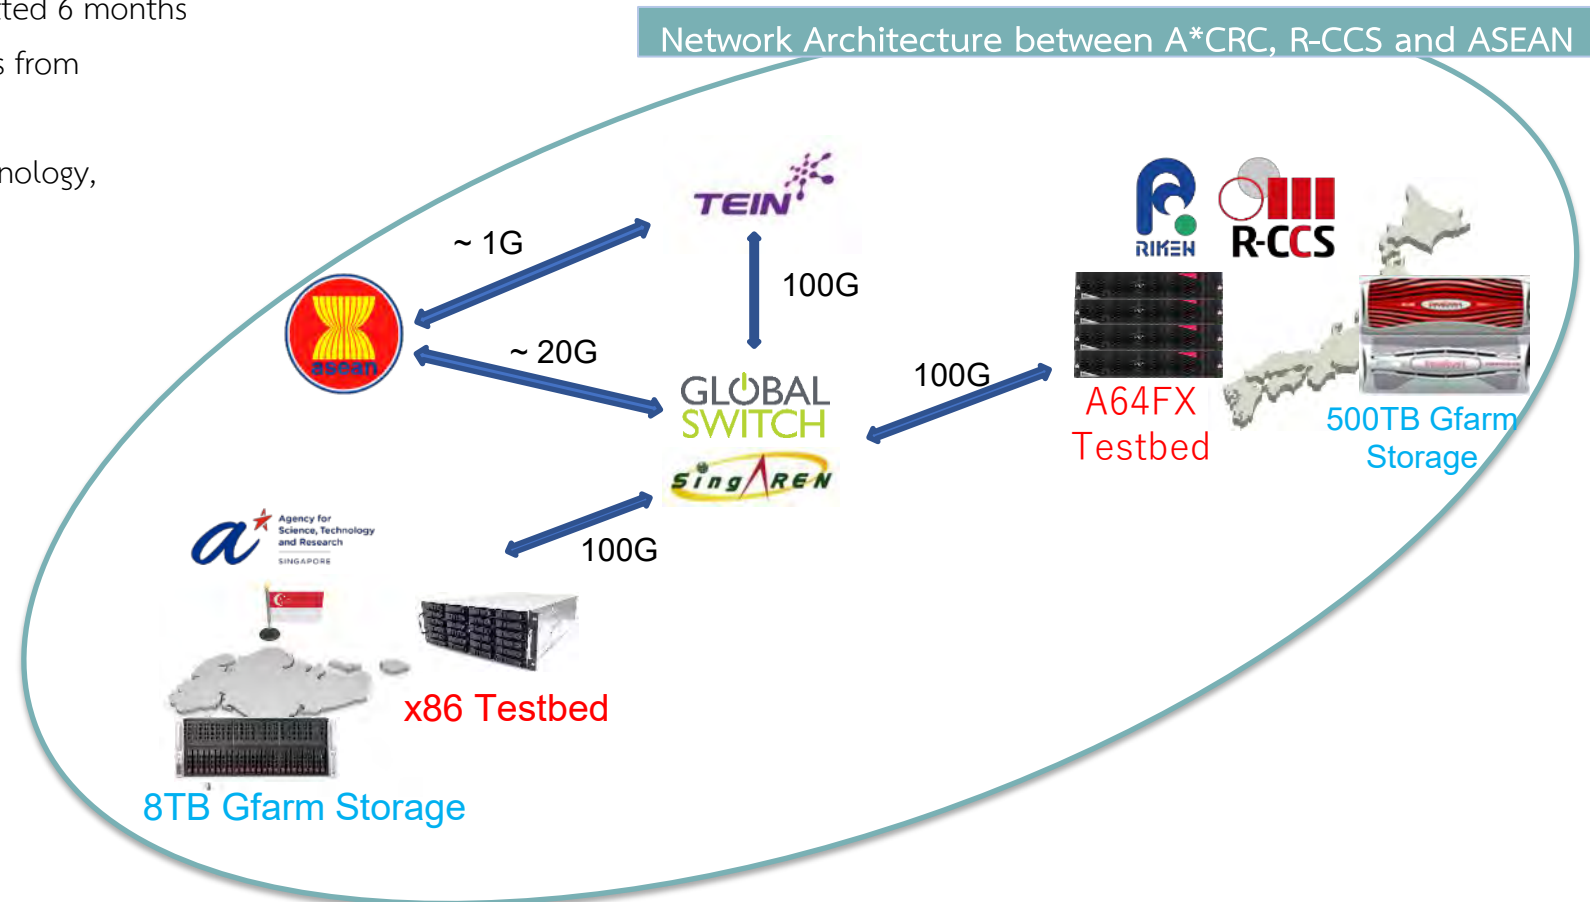 tted 6 months
s from
nology,
Network Architecture between A*CRC, R-CCS and ASEAN
TEIN
~ 1G
100G
asean
~ 20G
GLOBAL
SWITCH
SingAREN
100G
RIKEN
R-CCS
A64FX
Testbed
500TB Gfarm
Storage
a
Agency for
Science, Technology
and Research
SINGAPORE
100G
x86 Testbed
8TB Gfarm Storage